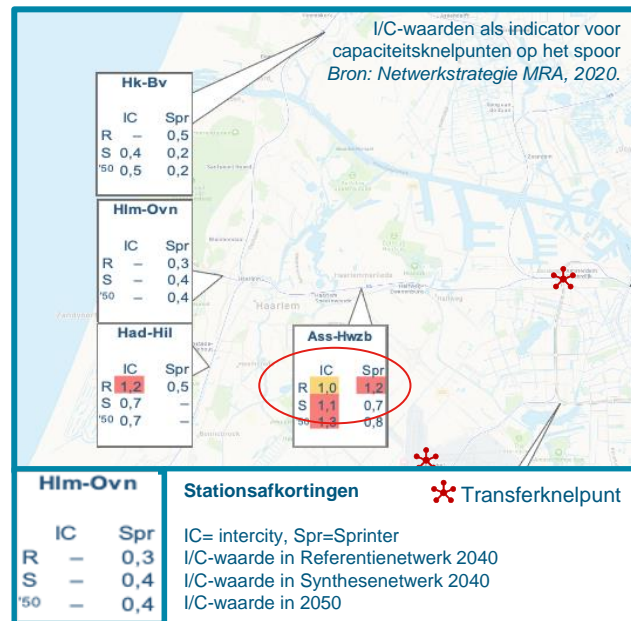 I/C-waarden als indicator voor
capaciteitsknelpunten op het spoor
Bron: Netwerkstrategie MRA, 2020.
Hk-Bv
IC Spr
R – 0,5
S 0,4 0,2
'50 0,5 0,2
Hlm-Ovn
IC Spr
R – 0,3
S – 0,4
'50 – 0,4
Had-Hil
IC Spr
R 1,2 0,5
S 0,7 –
'50 0,7 –
Ass-Hwzb
IC Spr
R 1,0 1,2
S 1,1 0,7
'50 1,3 0,8
Haarlem
Hlm-Ovn
IC Spr
R – 0,3
S – 0,4
'50 – 0,4
Stationsafkortingen
Transferknelpunt
IC= intercity, Spr=Sprinter
I/C-waarde in Referentienetwerk 2040
I/C-waarde in Synthesenetwerk 2040
I/C-waarde in 2050